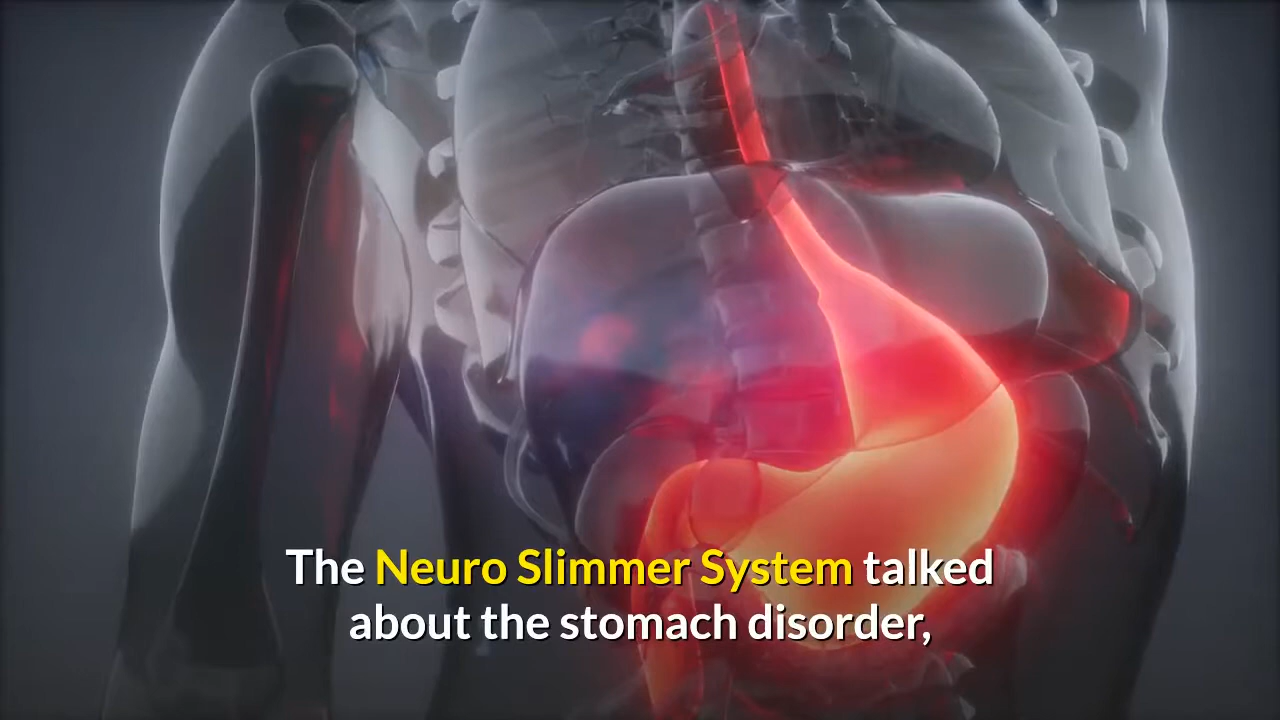 The Neuro Slimmer System talked
about the stomach disorder,